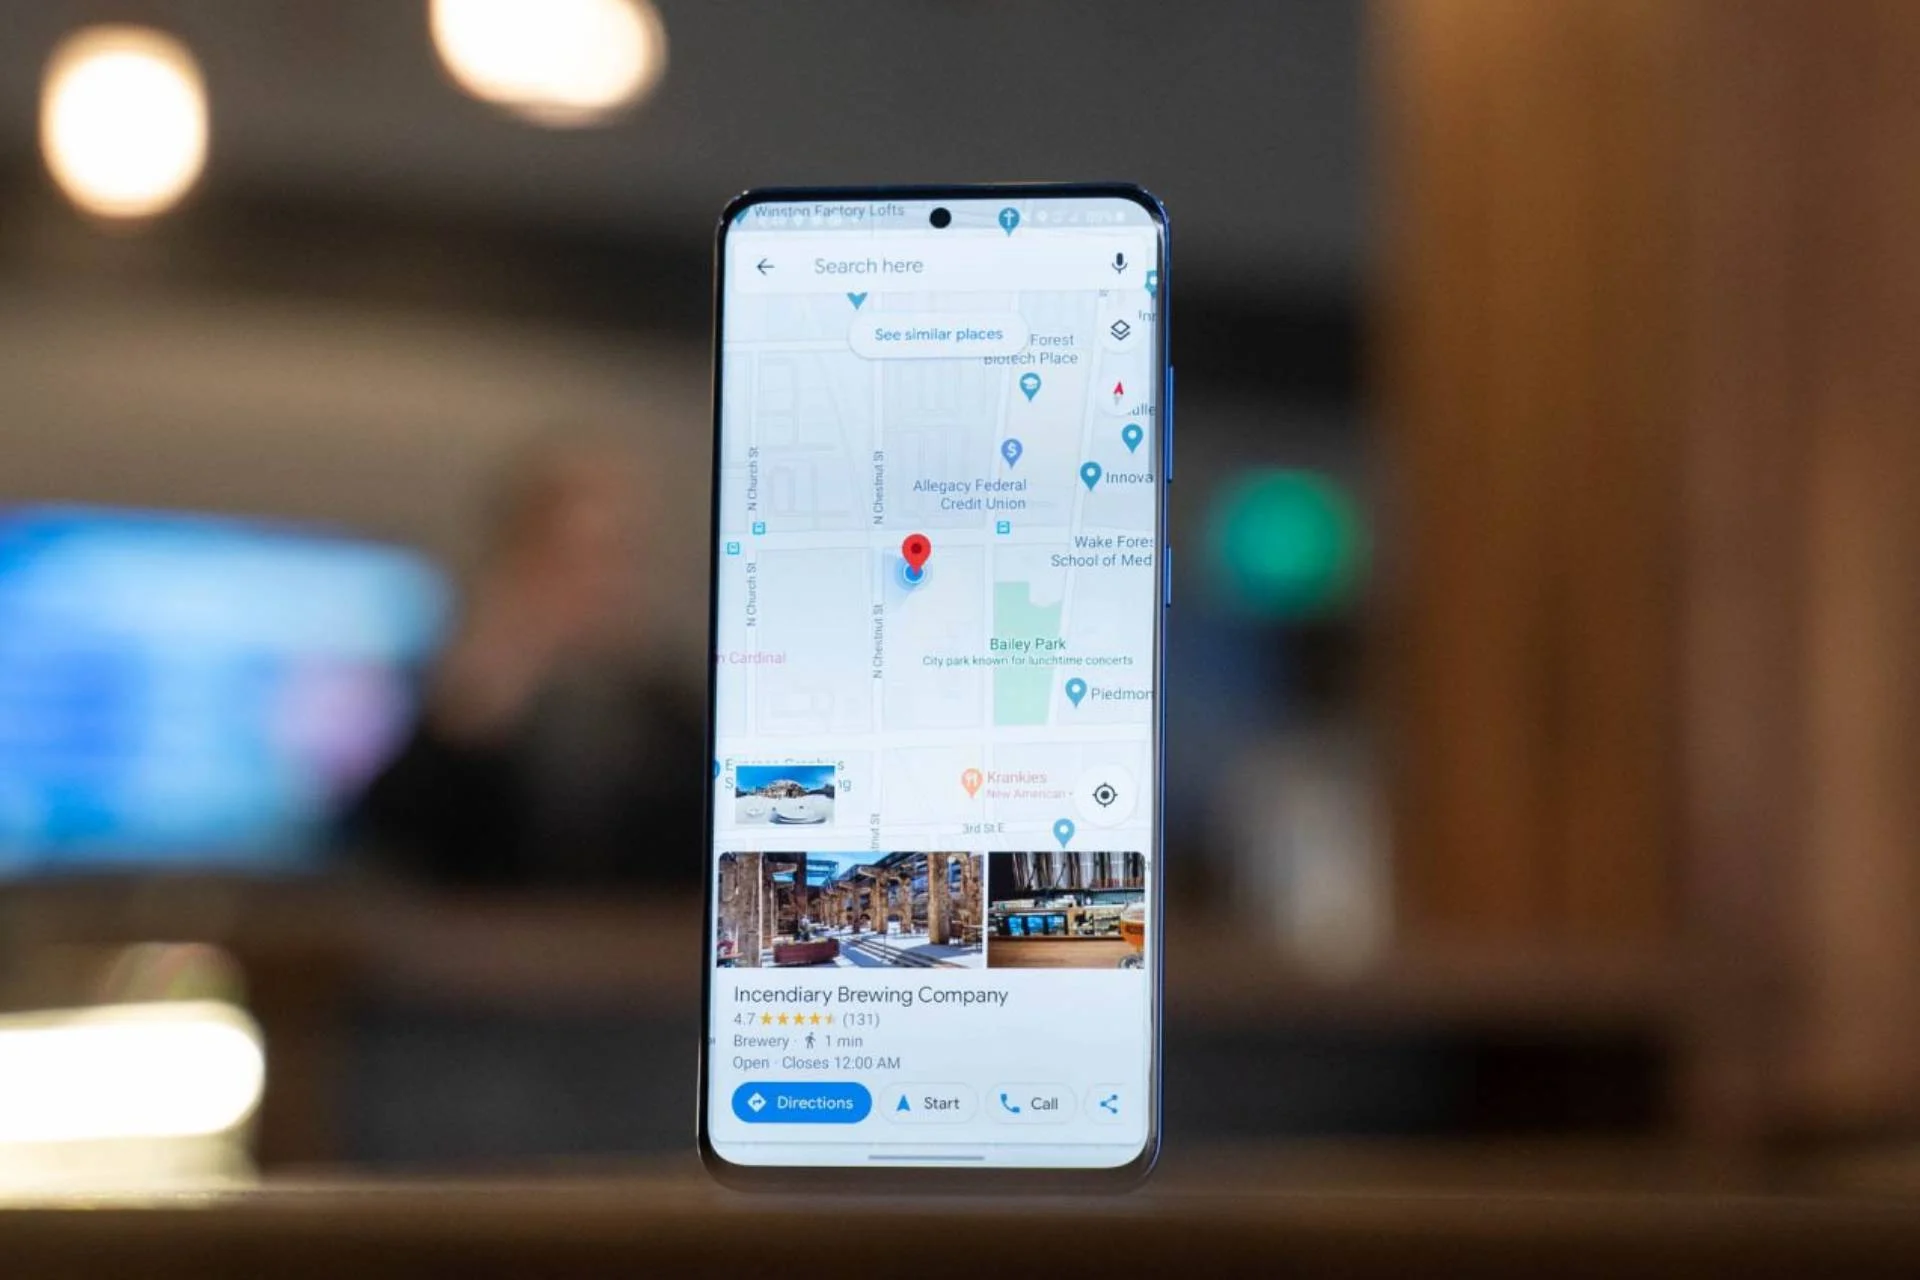 Winston Factory Lofts
Search here
See similar places
Forest
Biotech Place
N Church St
N Chestnut St
Allegacy Federal
Credit Union
Innova
Wake Fores
School of Med
N Church St
N Chestnut St
Bailey Park
City park known for lunchtime concerts
n Cardinal
Piedmon
Krankies
New American
3rd St E
Incendiary Brewing Company
4.7 (131)
Brewery · 1 min
Open · Closes 12:00 AM
Directions
Start
Call